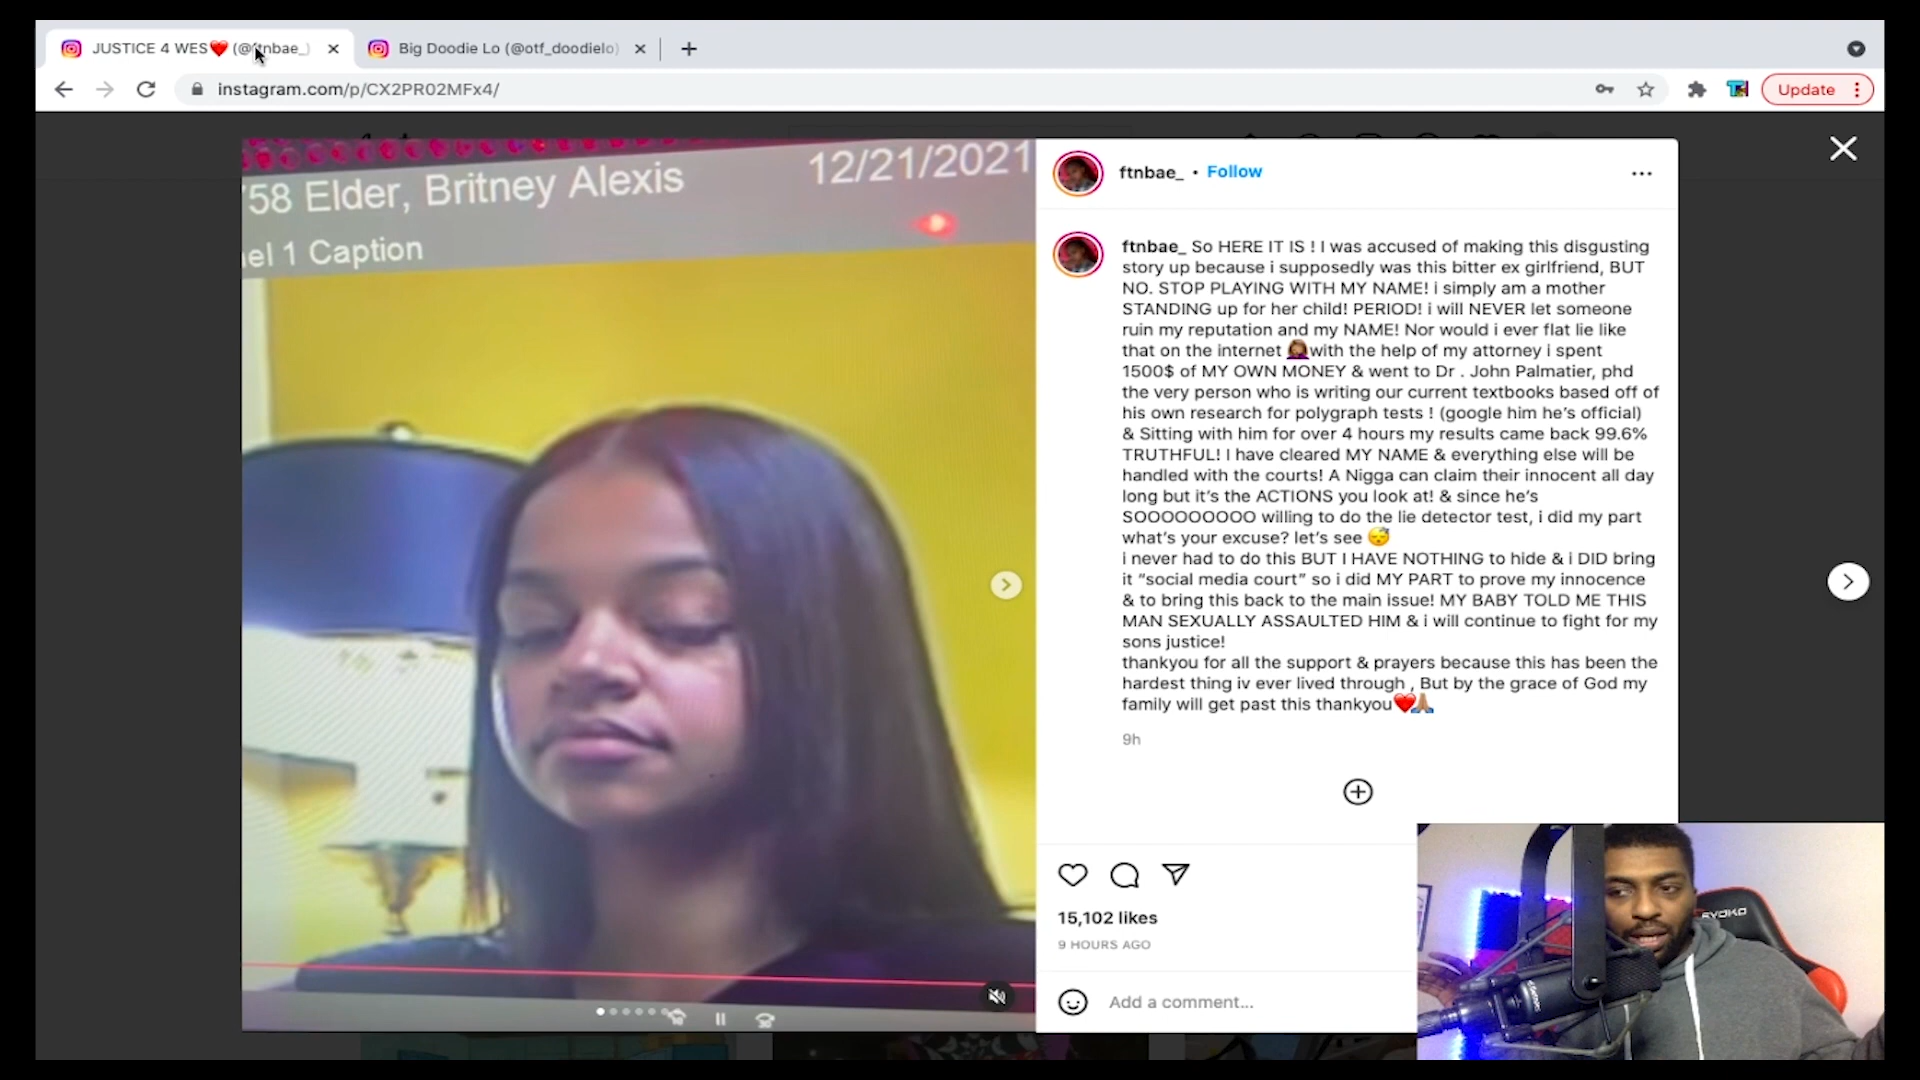 JUSTICE 4 WES❤️ (@ftnbae_)
Big Doodie Lo (@otf_doodielo)
instagram.com/p/CX2PR02MFx4/
Update
58 Elder, Britney Alexis
12/21/2021
el 1 Caption
ftnbae_ • Follow
ftnbae_ So HERE IT IS ! I was accused of making this disgusting
story up because i supposedly was this bitter ex girlfriend, BUT
NO. STOP PLAYING WITH MY NAME! i simply am a mother
STANDING up for her child! PERIOD! i will NEVER let someone
ruin my reputation and my NAME! Nor would i ever flat lie like
that on the internet 🤦🏽‍♀️with the help of my attorney i spent
1500$ of MY OWN MONEY & went to Dr . John Palmatier, phd
the very person who is writing our current textbooks based off of
his own research for polygraph tests ! (google him he’s official)
& Sitting with him for over 4 hours my results came back 99.6%
TRUTHFUL! I have cleared MY NAME & everything else will be
handled with the courts! A Nigga can claim their innocent all day
long but it’s the ACTIONS you look at! & since he’s
SOOOOOOOOO willing to do the lie detector test, i did my part
what’s your excuse? let’s see 😴
i never had to do this BUT I HAVE NOTHING to hide & i DID bring
it “social media court” so i did MY PART to prove my innocence
& to bring this back to the main issue! MY BABY TOLD ME THIS
MAN SEXUALLY ASSAULTED HIM & i will continue to fight for my
sons justice!
thankyou for all the support & prayers because this has been the
hardest thing iv ever lived through , But by the grace of God my
family will get past this thankyou❤️🙏🏽
9h
15,102 likes
9 HOURS AGO
Add a comment...